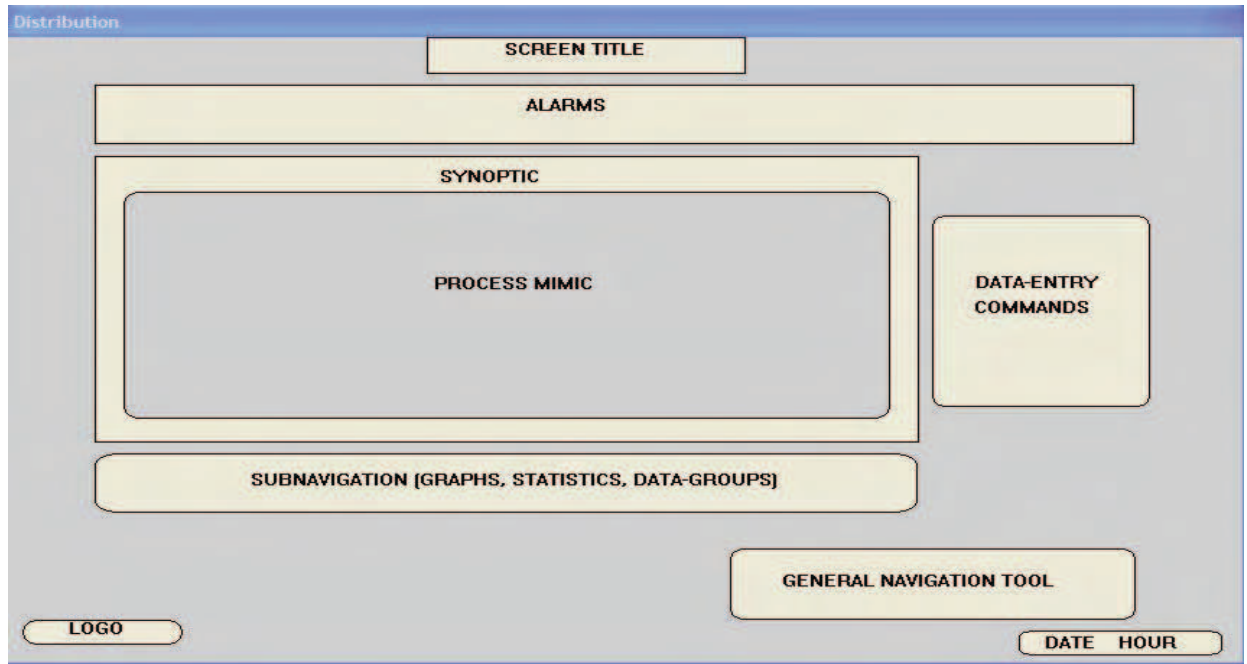 Distribution
SCREEN TITLE
ALARMS
SYNOPTIC
PROCESS MIMIC
DATA-ENTRY
COMMANDS
SUBNAVIGATION (GRAPHS, STATISTICS, DATA-GROUPS)
GENERAL NAVIGATION TOOL
LOGO
DATE HOUR